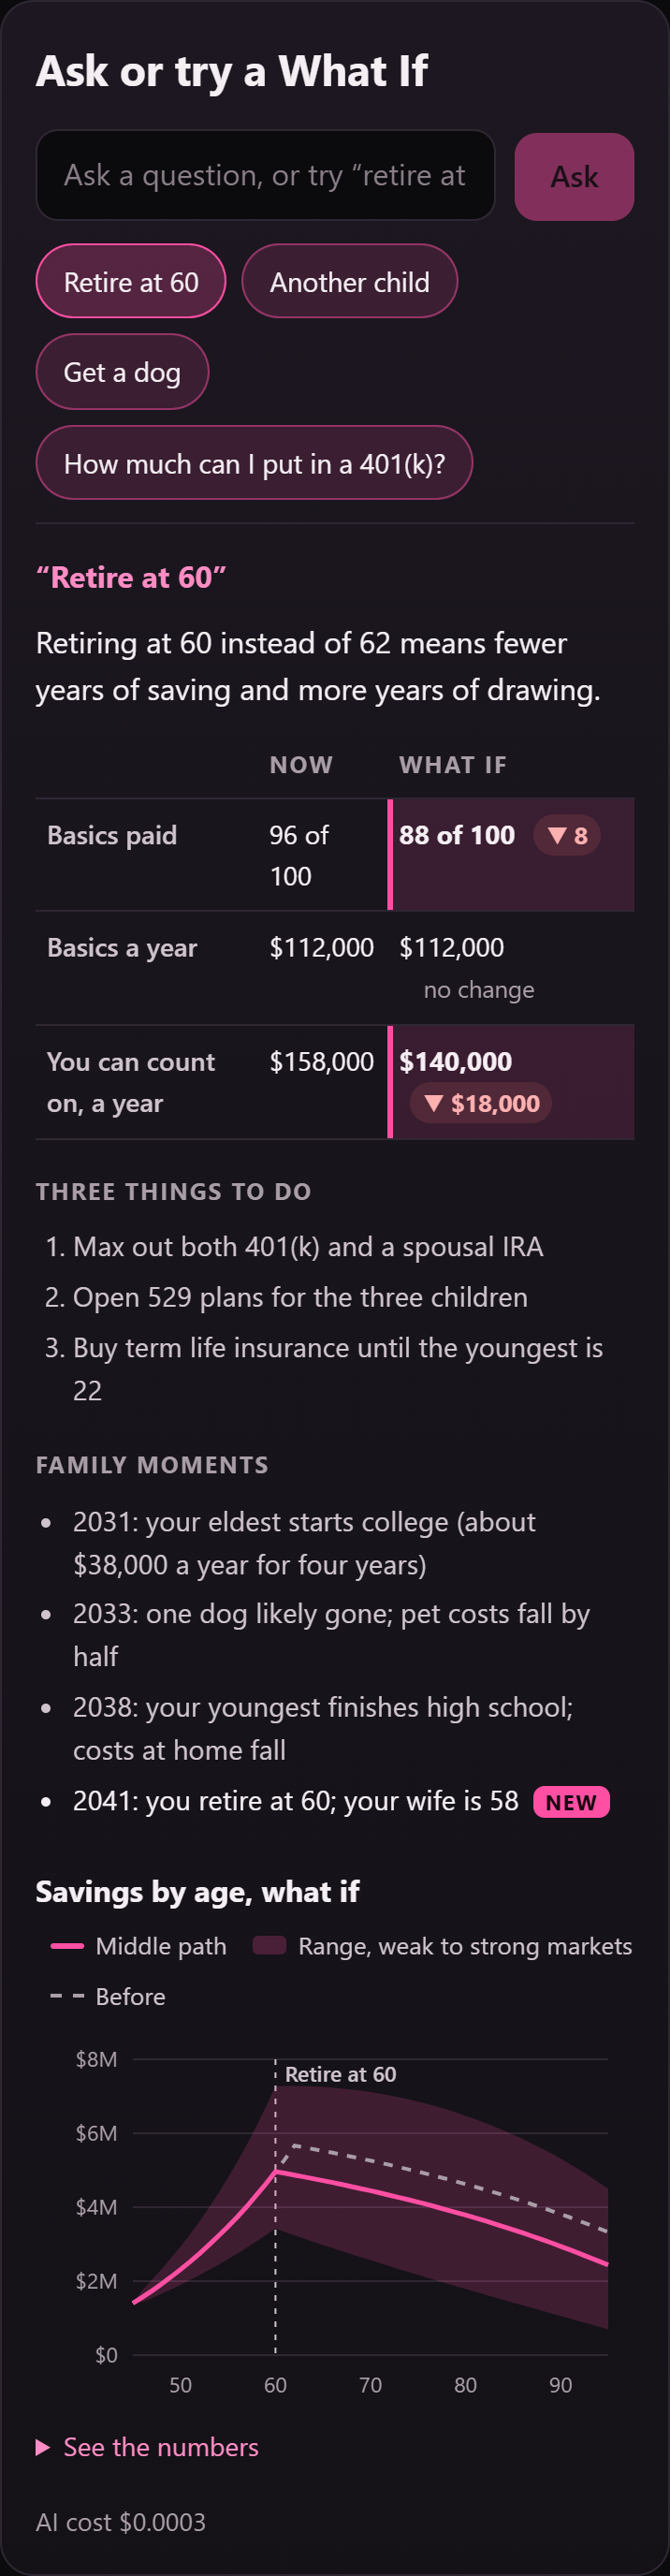 Ask or try a What If
Ask a question, or try “retire at
Ask
Retire at 60
Another child
Get a dog
How much can I put in a 401(k)?
“Retire at 60”
Retiring at 60 instead of 62 means fewer
years of saving and more years of drawing.
NOW WHAT IF
Basics paid 96 of 88 of 100 ▼ 8
100
Basics a year $112,000 $112,000
no change
You can count $158,000 $140,000
on, a year ▼ $18,000
THREE THINGS TO DO
1. Max out both 401(k) and a spousal IRA
2. Open 529 plans for the three children
3. Buy term life insurance until the youngest is
22
FAMILY MOMENTS
• 2031: your eldest starts college (about
$38,000 a year for four years)
• 2033: one dog likely gone; pet costs fall by
half
• 2038: your youngest finishes high school;
costs at home fall
• 2041: you retire at 60; your wife is 58 NEW
Savings by age, what if
Middle path
Range, weak to strong markets
Before
$8M
Retire at 60
$6M
$4M
$2M
$0
50 60 70 80 90
▶ See the numbers
AI cost $0.0003